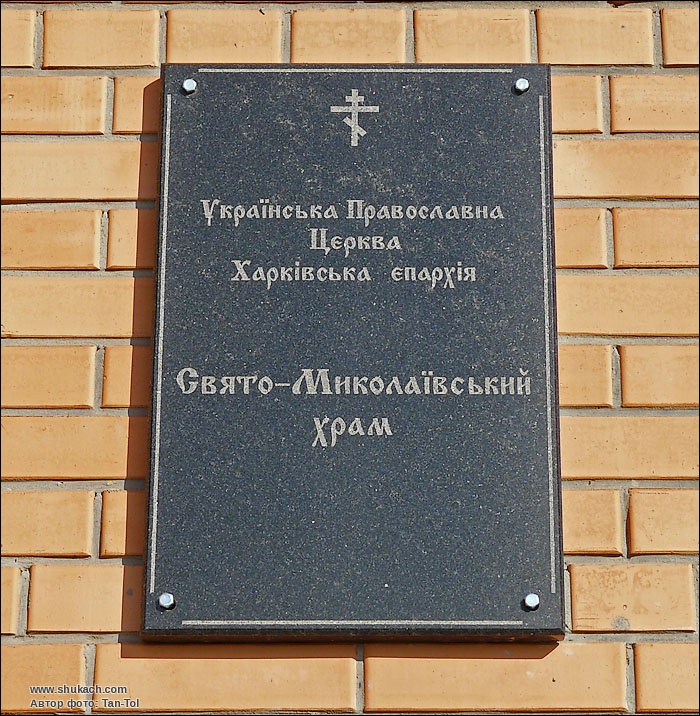 Українська Православна
Церква
Харківська єпархія
Свято-Миколаївський
храм
www.shukach.com
Автор фото: Tan-Tol